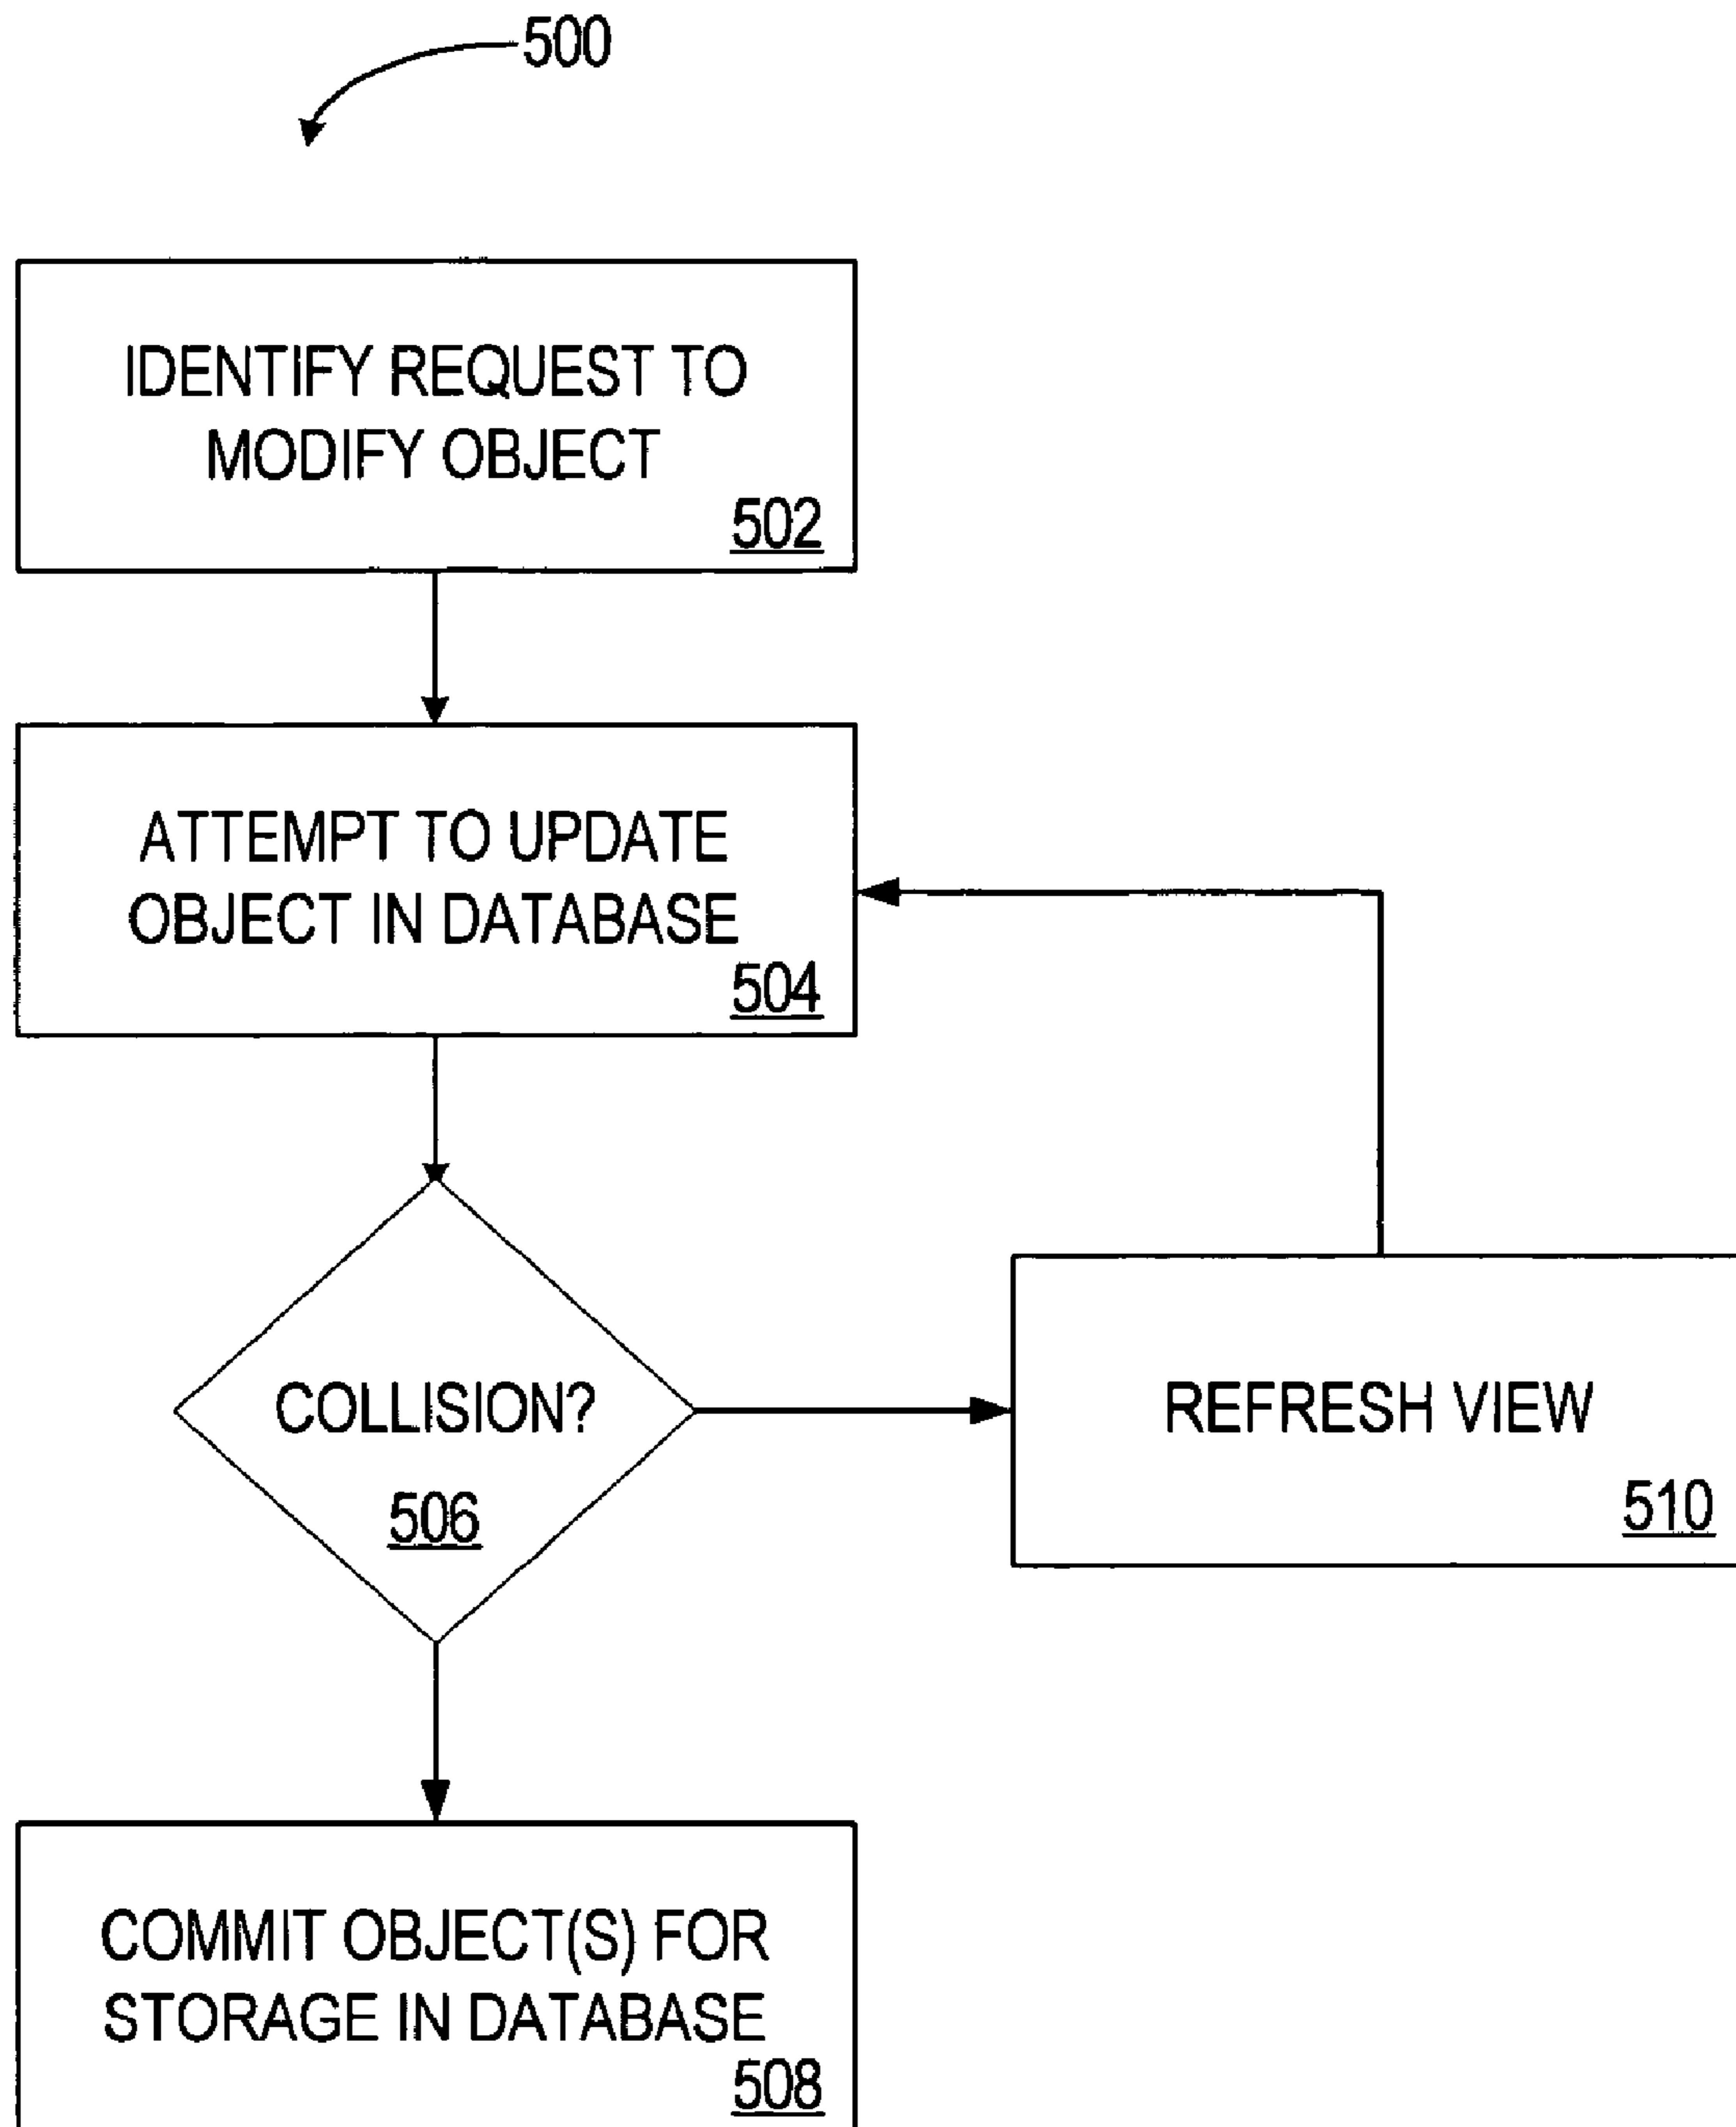 500
IDENTIFY REQUEST TO
MODIFY OBJECT
502
ATTEMPT TO UPDATE
OBJECT IN DATABASE
504
COLLISION?
506
REFRESH VIEW
510
COMMIT OBJECT(S) FOR
STORAGE IN DATABASE
508